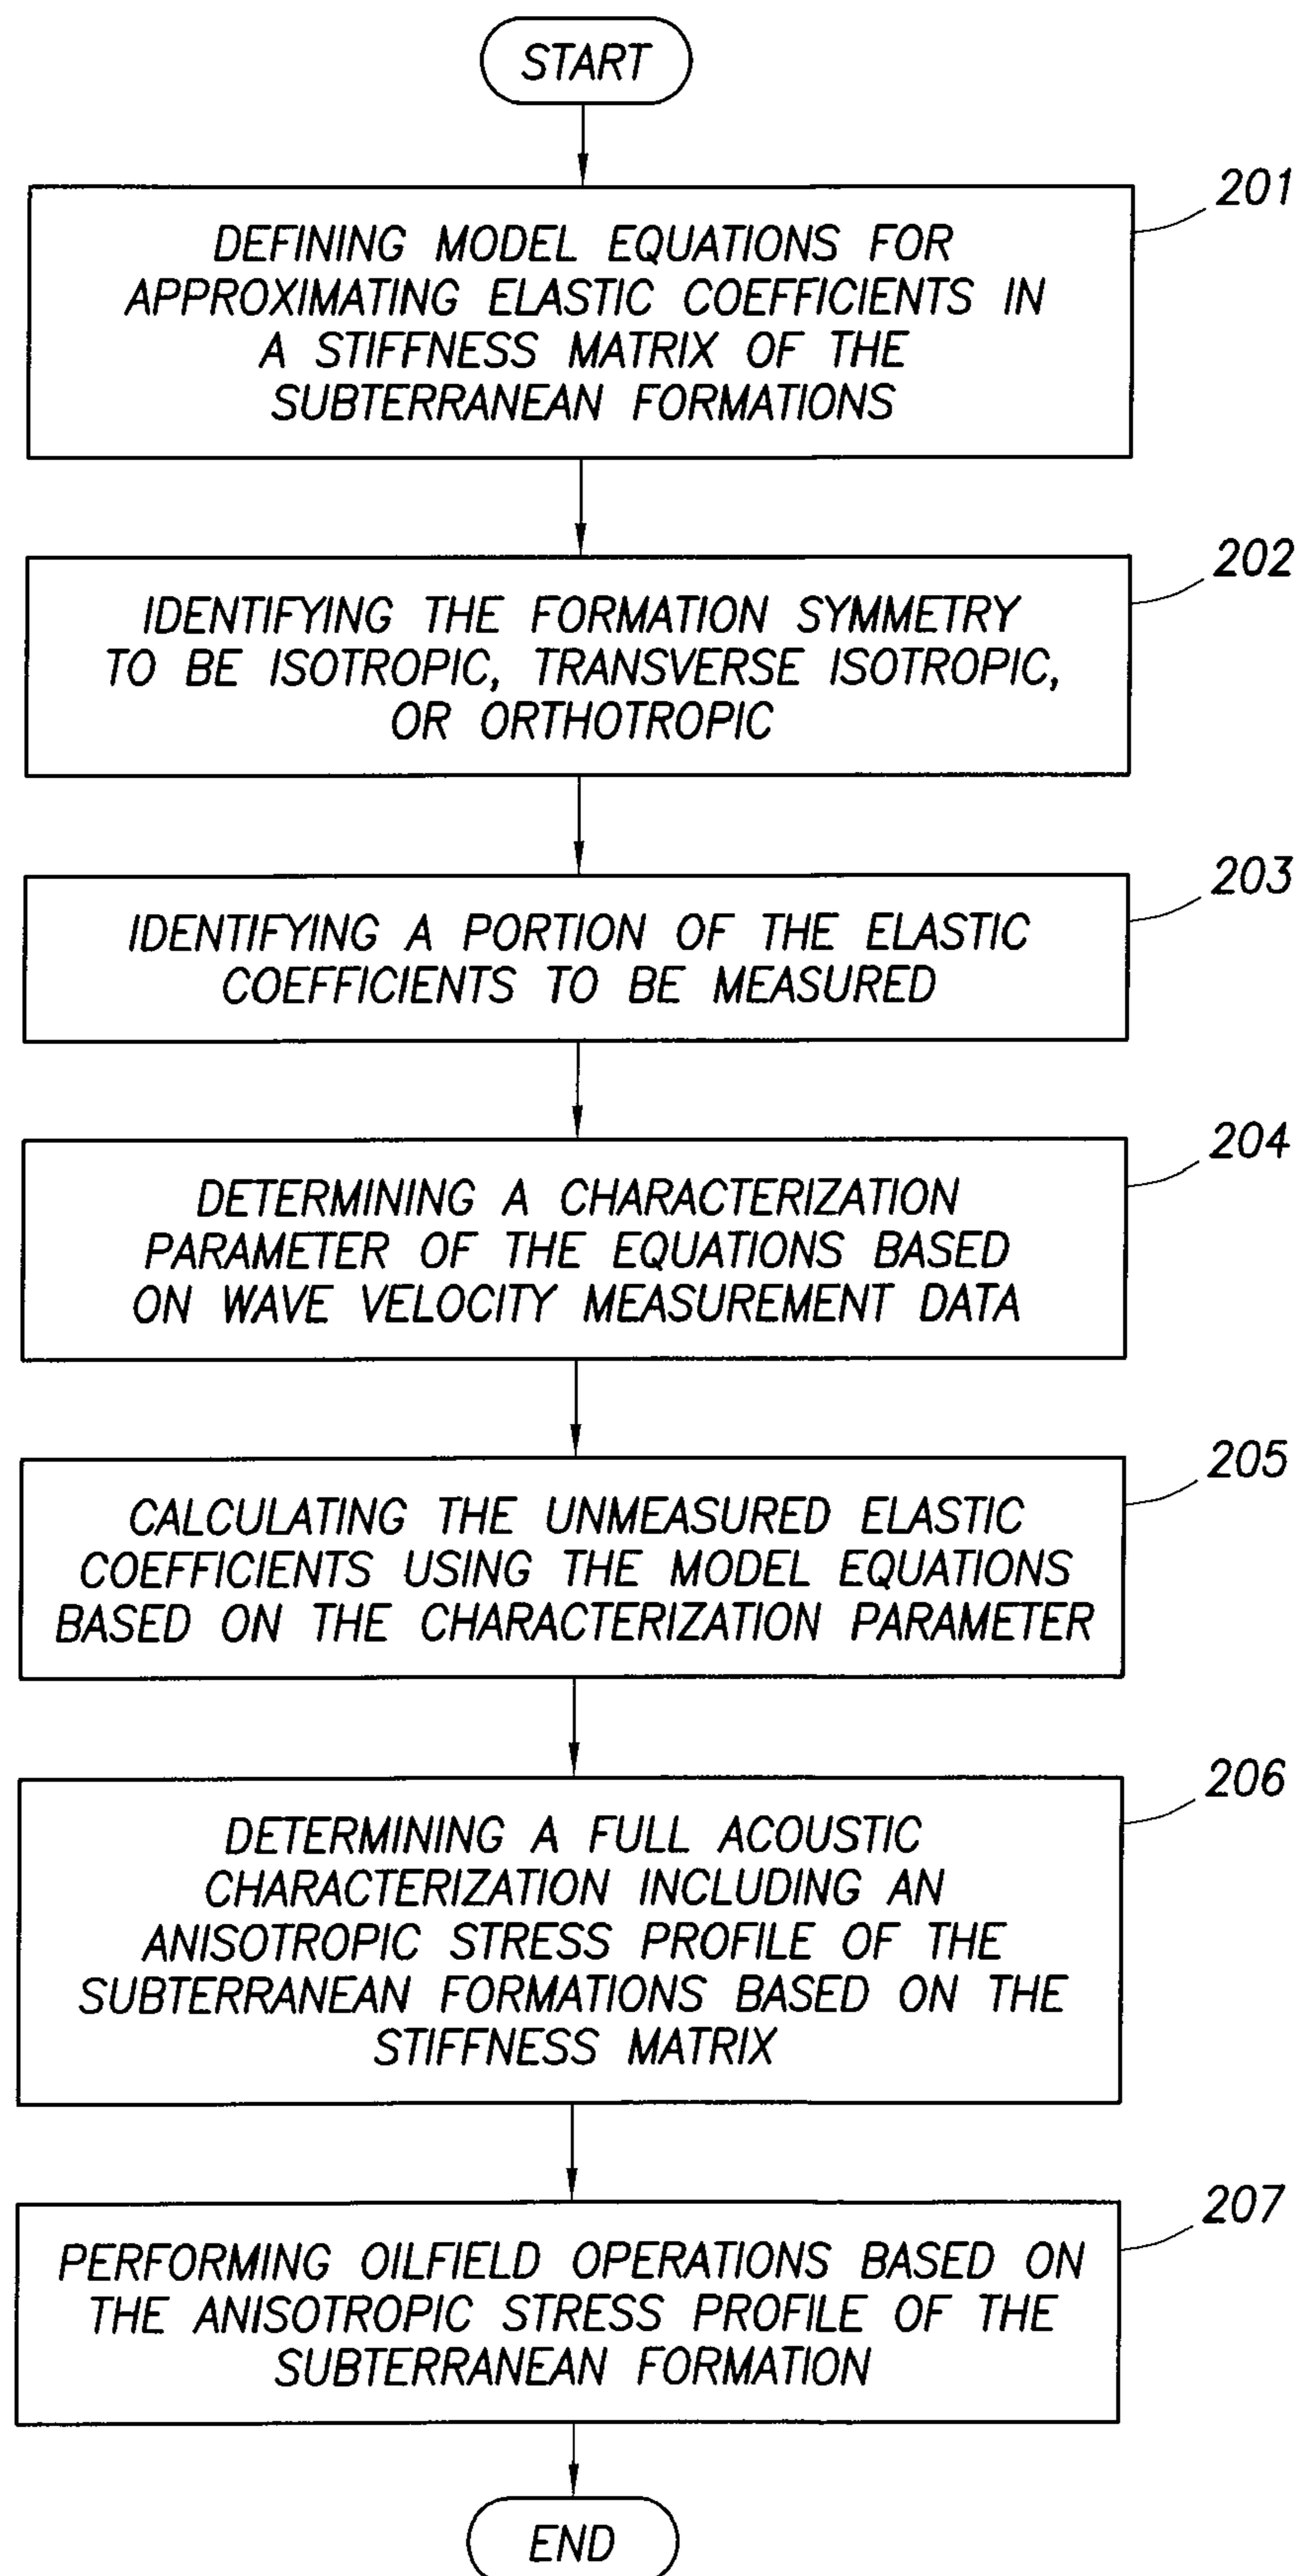 START
201
DEFINING MODEL EQUATIONS FOR
APPROXIMATING ELASTIC COEFFICIENTS IN
A STIFFNESS MATRIX OF THE
SUBTERRANEAN FORMATIONS
202
IDENTIFYING THE FORMATION SYMMETRY
TO BE ISOTROPIC, TRANSVERSE ISOTROPIC,
OR ORTHOTROPIC
203
IDENTIFYING A PORTION OF THE ELASTIC
COEFFICIENTS TO BE MEASURED
204
DETERMINING A CHARACTERIZATION
PARAMETER OF THE EQUATIONS BASED
ON WAVE VELOCITY MEASUREMENT DATA
205
CALCULATING THE UNMEASURED ELASTIC
COEFFICIENTS USING THE MODEL EQUATIONS
BASED ON THE CHARACTERIZATION PARAMETER
206
DETERMINING A FULL ACOUSTIC
CHARACTERIZATION INCLUDING AN
ANISOTROPIC STRESS PROFILE OF THE
SUBTERRANEAN FORMATIONS BASED ON THE
STIFFNESS MATRIX
207
PERFORMING OILFIELD OPERATIONS BASED ON
THE ANISOTROPIC STRESS PROFILE OF THE
SUBTERRANEAN FORMATION
END